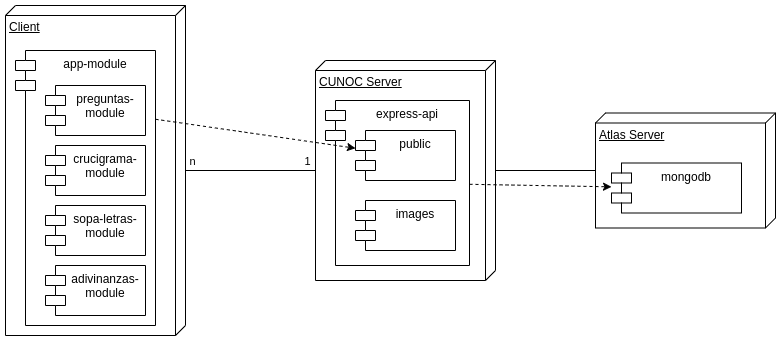 Client
app-module
preguntas-
module
crucigrama-
module
sopa-letras-
module
adivinanzas-
module
n
1
CUNOC Server
express-api
public
images
Atlas Server
mongodb